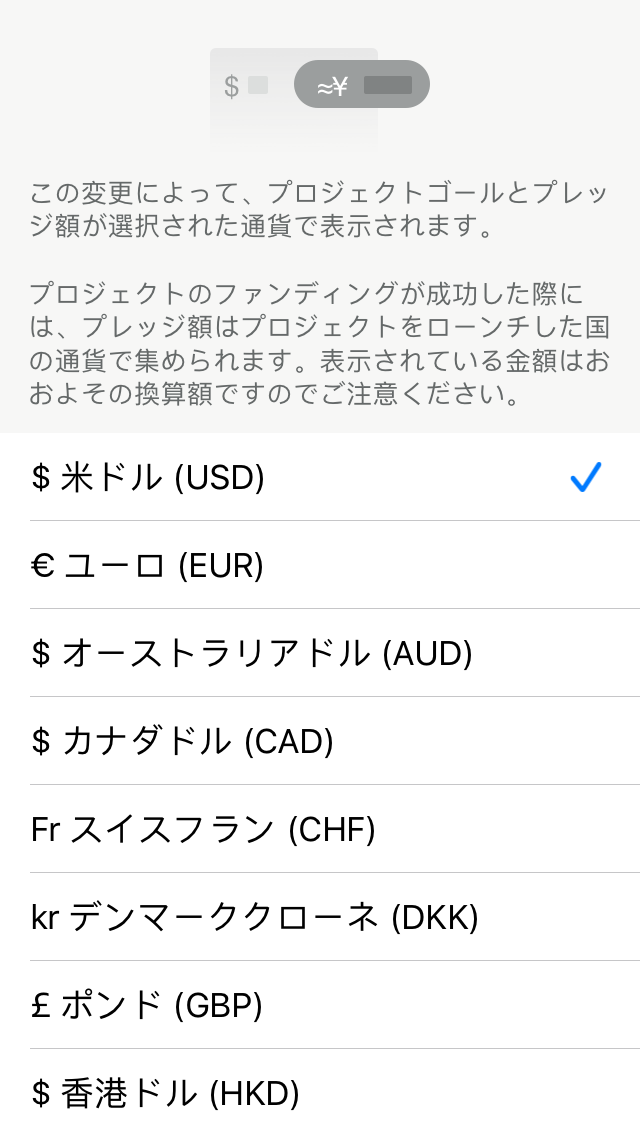 $ ≈¥
この変更によって、プロジェクトゴールとプレッ
ジ額が選択された通貨で表示されます。
プロジェクトのファンディングが成功した際に
は、プレッジ額はプロジェクトをローンチした国
の通貨で集められます。表示されている金額はお
およその換算額ですのでご注意ください。
$ 米ドル (USD)
€ ユーロ (EUR)
$ オーストラリアドル (AUD)
$ カナダドル (CAD)
Fr スイスフラン (CHF)
kr デンマーククローネ (DKK)
£ ポンド (GBP)
$ 香港ドル (HKD)